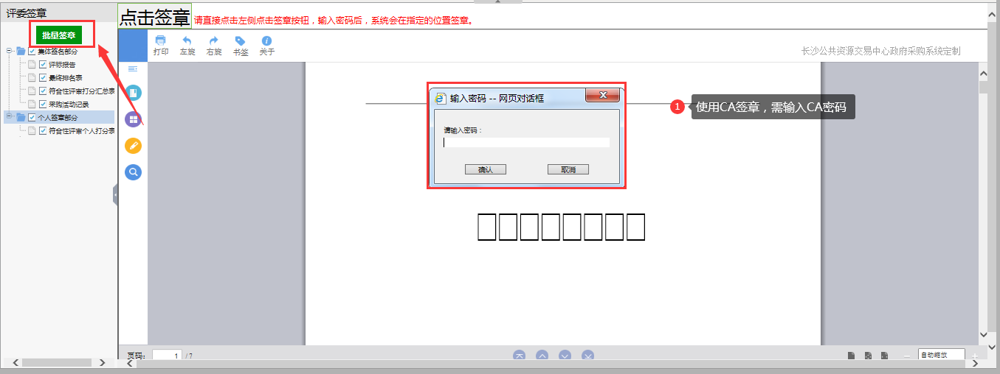 评委签章
点击签章
请直接点击左侧点击签章按钮，输入密码后，系统会在指定的位置签章。
批量签章
集体签名部分
评标报告
最终排名表
符合性评审打分汇总表
采购活动记录
个人签章部分
符合性评审个人打分表
打印
左旋
右旋
书签
关于
长沙公共资源交易中心政府采购系统定制
输入密码 -- 网页对话框
请输入密码：
确认
取消
1
使用CA签章，需输入CA密码
页码：
1
/ 7
自动缩放